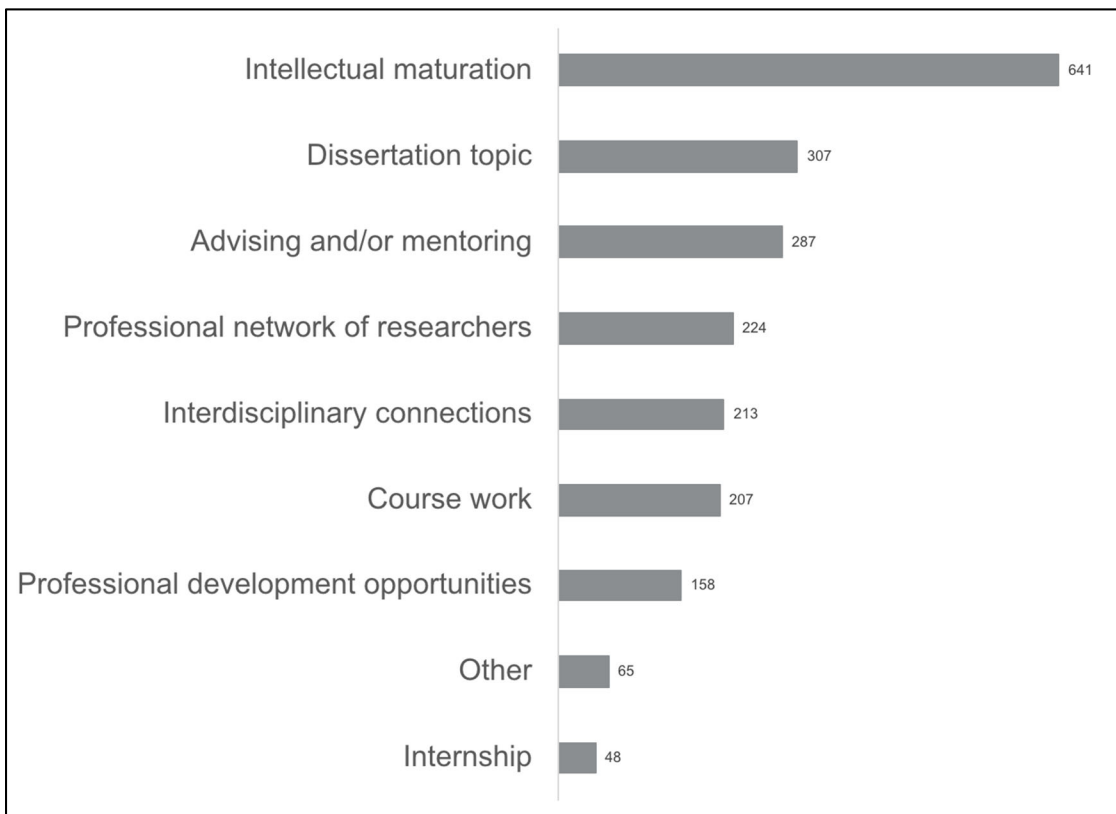 Intellectual maturation 641
Dissertation topic 307
Advising and/or mentoring 287
Professional network of researchers 224
Interdisciplinary connections 213
Course work 207
Professional development opportunities 158
Other 65
Internship 48